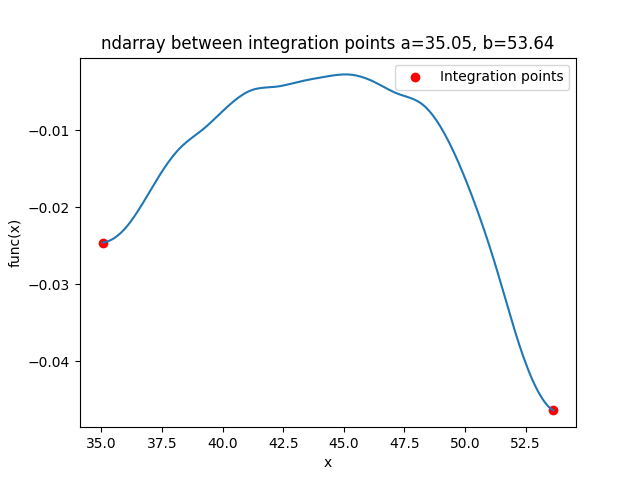 ndarray between integration points a=35.05, b=53.64
Integration points
−0.01
−0.02
−0.03
−0.04
func(x)
35.0 37.5 40.0 42.5 45.0 47.5 50.0 52.5
x